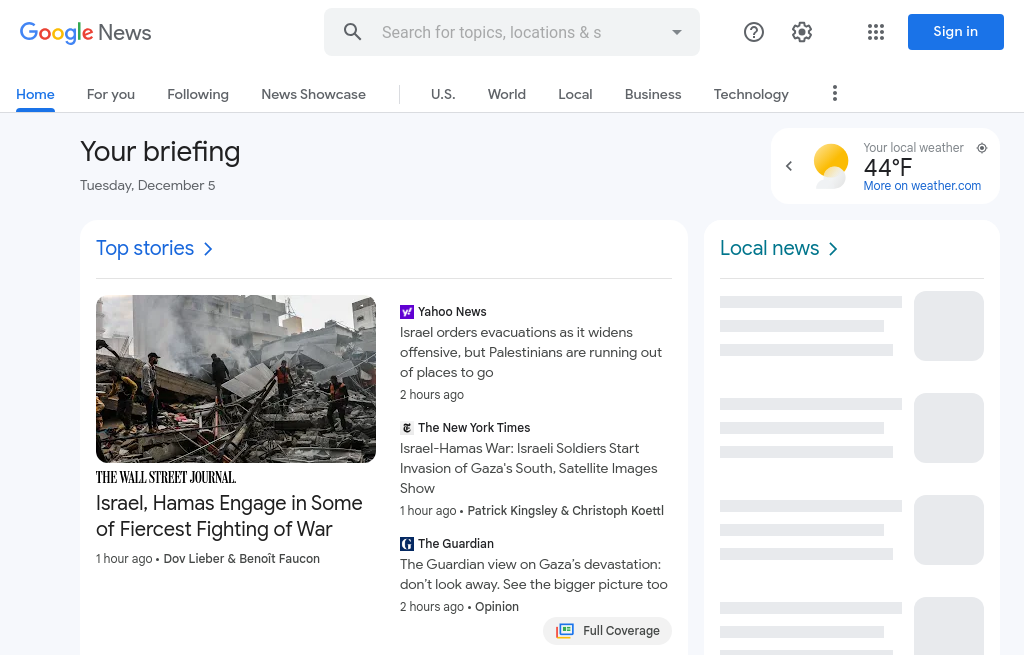 Google News
Search for topics, locations & s
Sign in
Home
For you
Following
News Showcase
U.S.
World
Local
Business
Technology
Your briefing
Tuesday, December 5
Your local weather
44°F
More on weather.com
Top stories
THE WALL STREET JOURNAL.
Israel, Hamas Engage in Some
of Fiercest Fighting of War
1 hour ago • Dov Lieber & Benoît Faucon
Yahoo News
Israel orders evacuations as it widens
offensive, but Palestinians are running out
of places to go
2 hours ago
The New York Times
Israel-Hamas War: Israeli Soldiers Start
Invasion of Gaza's South, Satellite Images
Show
1 hour ago • Patrick Kingsley & Christoph Koettl
The Guardian
The Guardian view on Gaza’s devastation:
don’t look away. See the bigger picture too
2 hours ago • Opinion
Full Coverage
Local news